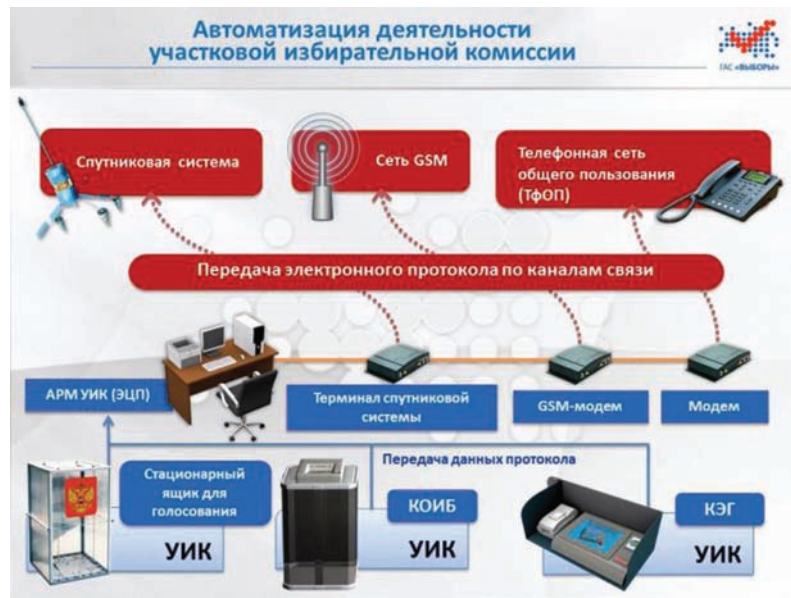 Автоматизация деятельности
участковой избирательной комиссии
ГАС «ВЫБОРЫ»
Спутниковая система
Сеть GSM
Телефонная сеть
общего пользования
(ТфОП)
Передача электронного протокола по каналам связи
АРМ УИК (ЭЦП)
Терминал спутниковой
системы
GSM-модем
Модем
Передача данных протокола
Стационарный
ящик для
голосования
УИК
КОИБ
УИК
КЭГ
УИК